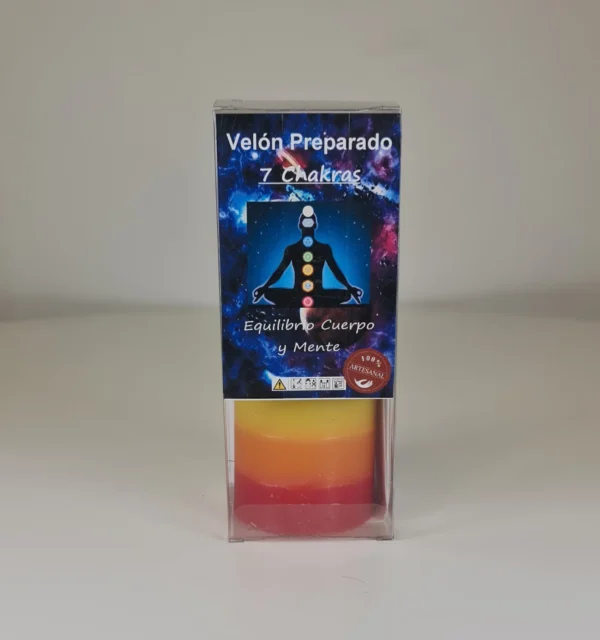 Velón Preparado
7 Chakras
Equilibrio Cuerpo
y Mente
100%
ARTESANAL